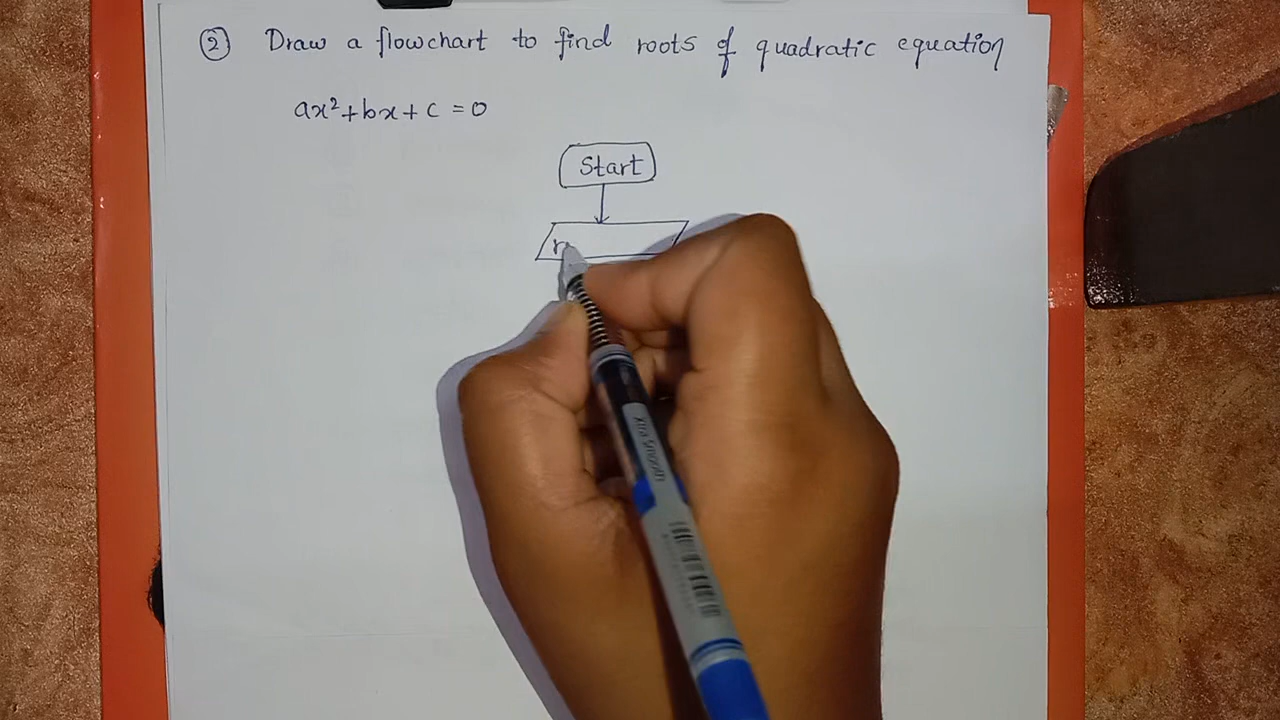 ② Draw a flowchart to find roots of quadratic equation
ax²+bx+c =0
Start